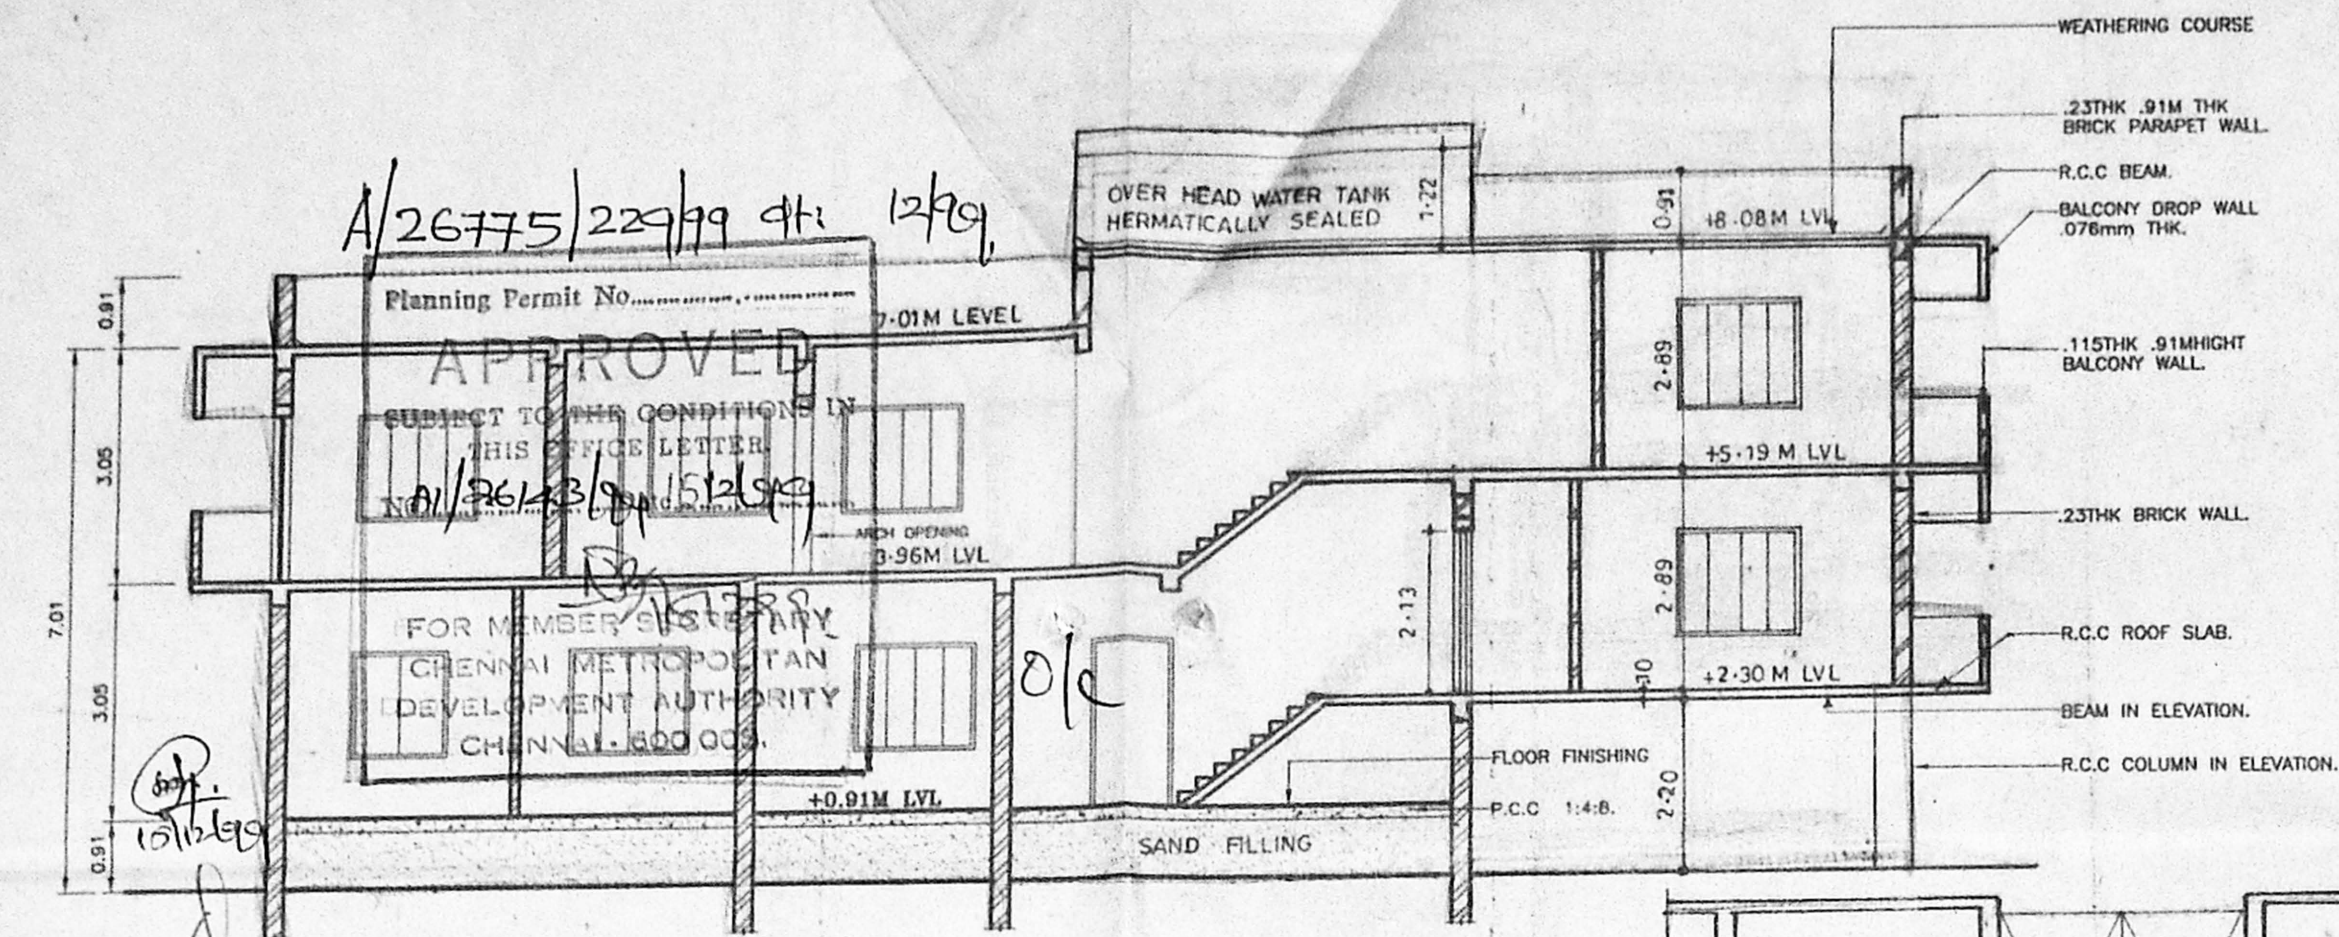 WEATHERING COURSE
.23THK .91M THK
BRICK PARAPET WALL.
R.C.C BEAM.
BALCONY DROP WALL
.076mm THK.
.115THK .91MHIGHT
BALCONY WALL.
.23THK BRICK WALL.
R.C.C ROOF SLAB.
BEAM IN ELEVATION.
R.C.C COLUMN IN ELEVATION.
OVER HEAD WATER TANK
HERMATICALLY SEALED
1·22
0·91
+8·08M LVL
2·89
+5·19 M LVL
2·89
+2·30 M LVL
2·20
2·13
A/26775/229/99 dt: 12/99,
Planning Permit No.
APPROVED
SUBJECT TO THE CONDITIONS IN
THIS OFFICE LETTER.
No.
FOR MEMBER SECRETARY
CHENNAI METROPOLITAN
DEVELOPMENT AUTHORITY
CHENNAI - 600 008.
7·01M LEVEL
ARCH OPENING
3·96M LVL
O/C
+0.91M LVL
FLOOR FINISHING
P.C.C 1:4:8.
SAND FILLING
0.91
3.05
7.01
3.05
0.91
15/12/99